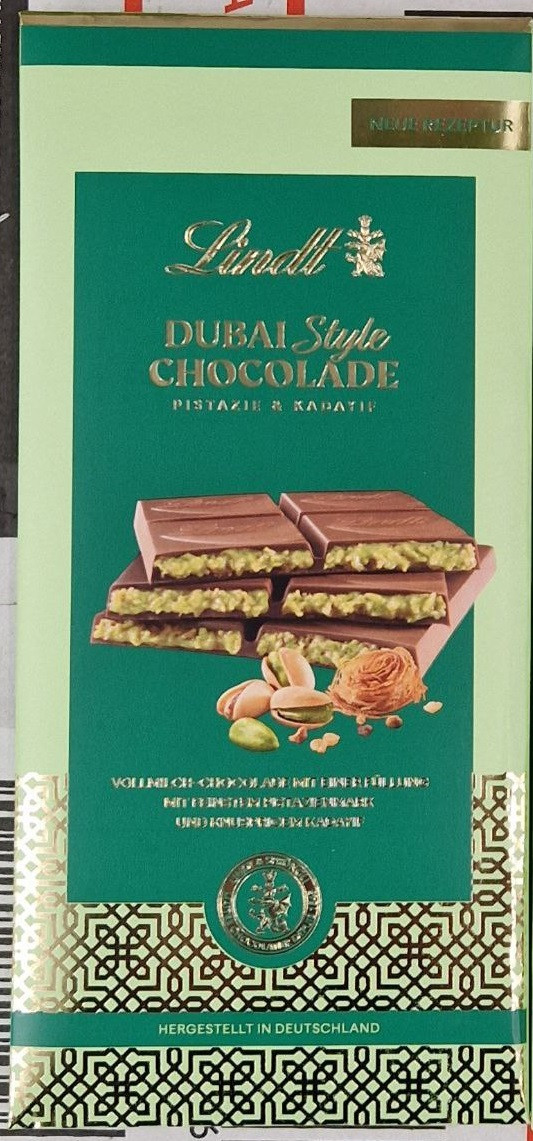 NEUE REZEPTUR
Lindt
DUBAI Style
CHOCOLADE
PISTAZIE & KADAYIF
VOLLMILCH-CHOCOLADE MIT EINER FÜLLUNG
MIT FEINSTEM PISTAZIENMARK
UND KNUSPRIGEM KADAYIF
HERGESTELLT IN DEUTSCHLAND